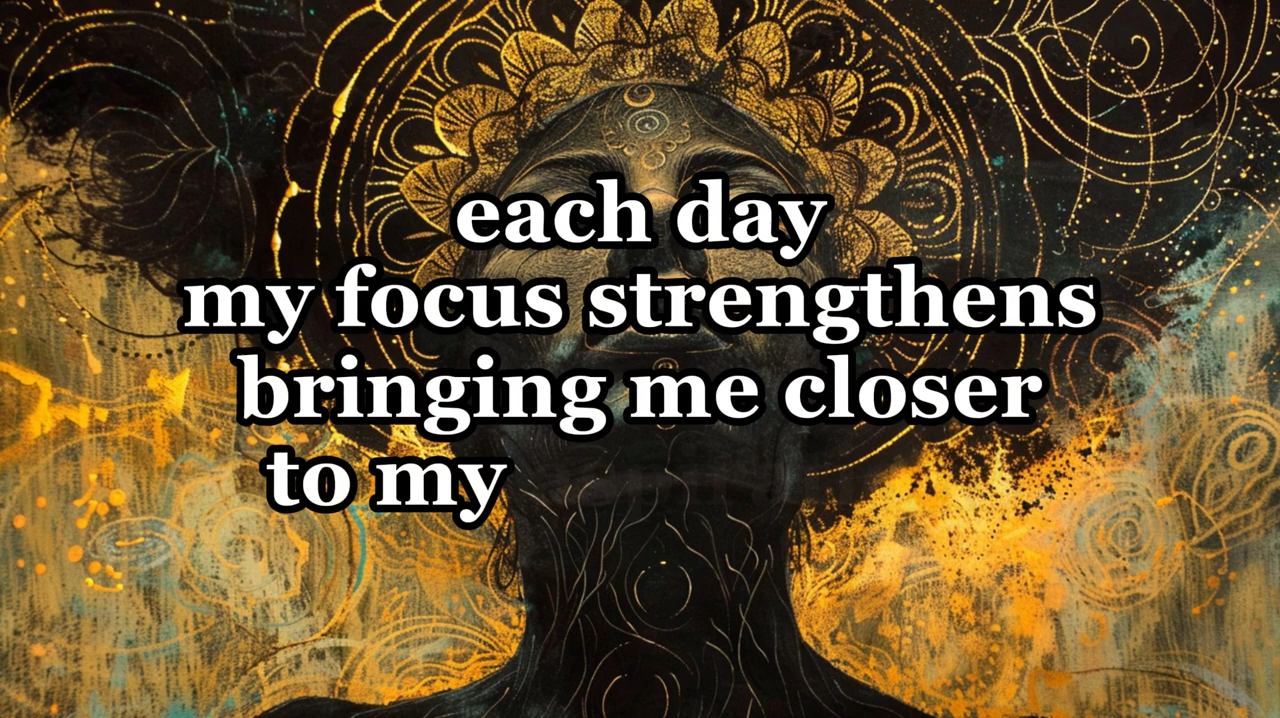 each day
my focus strengthens
bringing me closer
to my